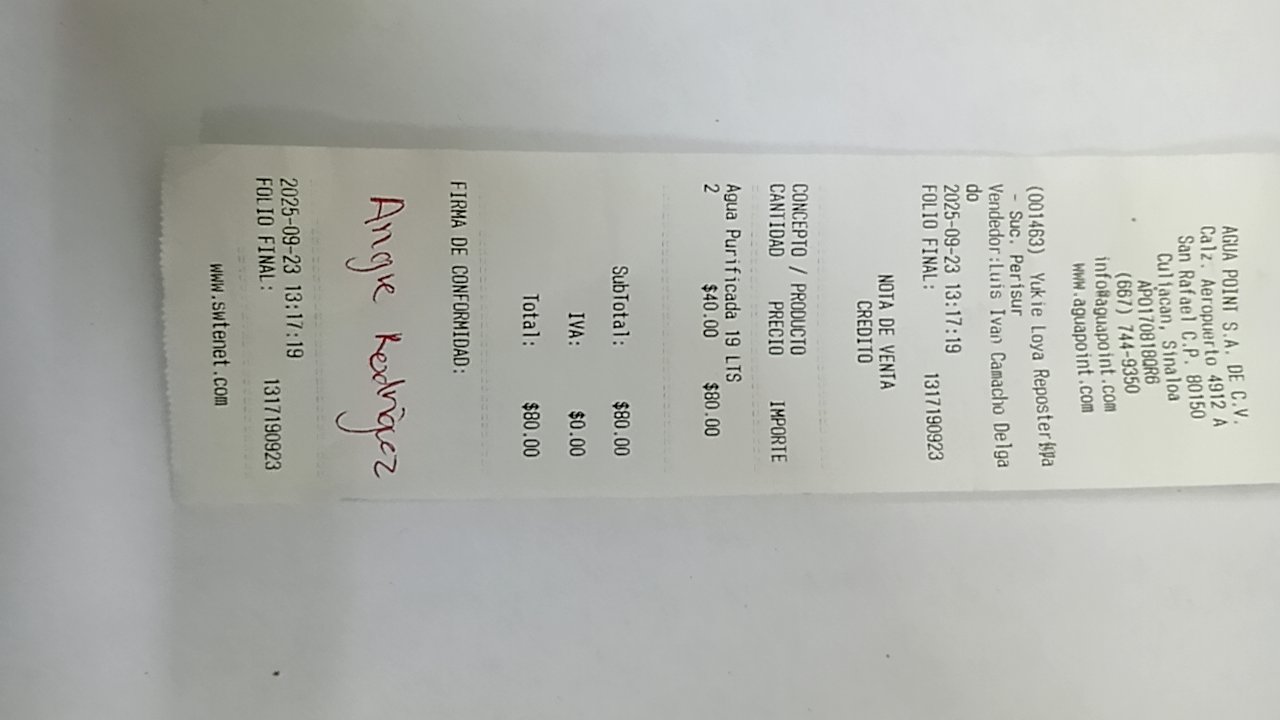 AGUA POINT S.A. DE C.V.
Calz. Aeropuerto 4912 A
San Rafael C.P. 80150
Culiacan, Sinaloa
APO170818QR6
(667) 744-9350
info@aguapoint.com
www.aguapoint.com
(001463) Yukie Loya
- Suc. Perisur
Vendedor:Luis Ivan Camacho Delga
do
2025-09-23 13:17:19
FOLIO FINAL: 1317190923
NOTA DE VENTA
CREDITO
CONCEPTO / PRODUCTO
CANTIDAD PRECIO IMPORTE
Agua Purificada 19 LTS
2 $40.00 $80.00
SubTotal: $80.00
IVA: $0.00
Total: $80.00
FIRMA DE CONFORMIDAD:
Angie Rodríguez
2025-09-23 13:17:19
FOLIO FINAL: 1317190923
www.swtenet.com